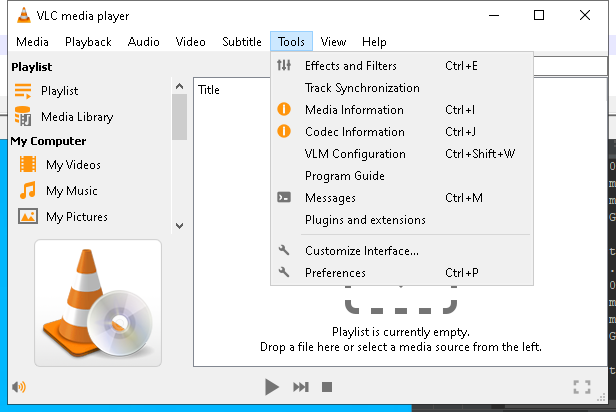 VLC media player
Media Playback Audio Video Subtitle Tools View Help
Playlist
Playlist
Media Library
My Computer
My Videos
My Music
My Pictures
Title
Effects and Filters Ctrl+E
Track Synchronization
Media Information Ctrl+I
Codec Information Ctrl+J
VLM Configuration Ctrl+Shift+W
Program Guide
Messages Ctrl+M
Plugins and extensions
Customize Interface...
Preferences Ctrl+P
Playlist is currently empty.
Drop a file here or select a media source from the left.